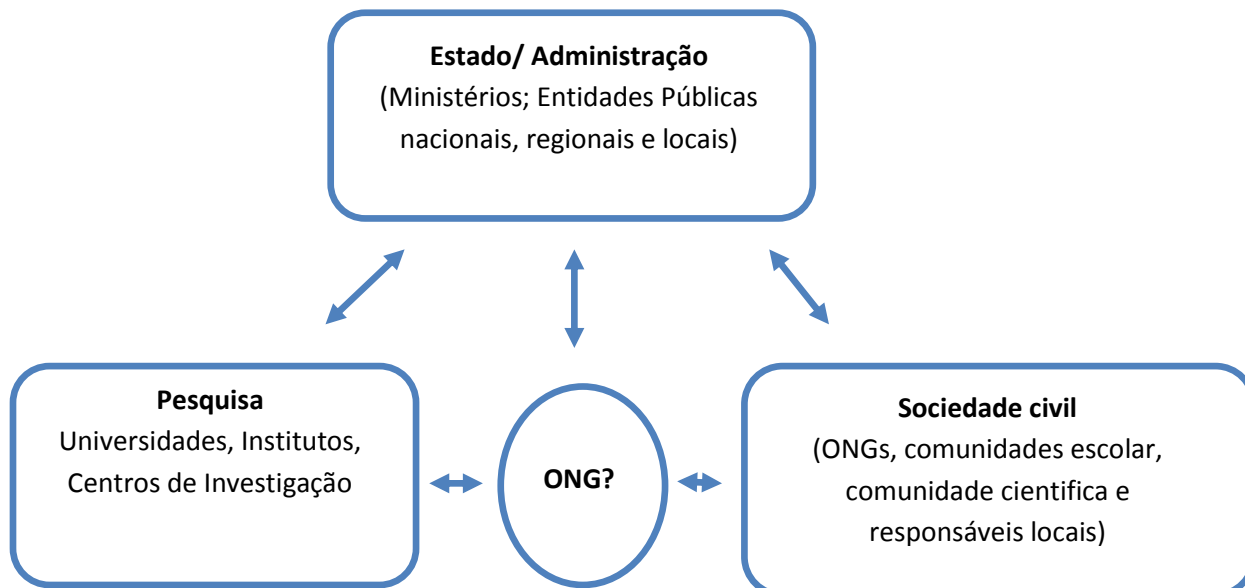 Estado/ Administração
(Ministérios; Entidades Públicas
nacionais, regionais e locais)
Pesquisa
Universidades, Institutos,
Centros de Investigação
ONG?
Sociedade civil
(ONGs, comunidades escolar,
comunidade cientifica e
responsáveis locais)